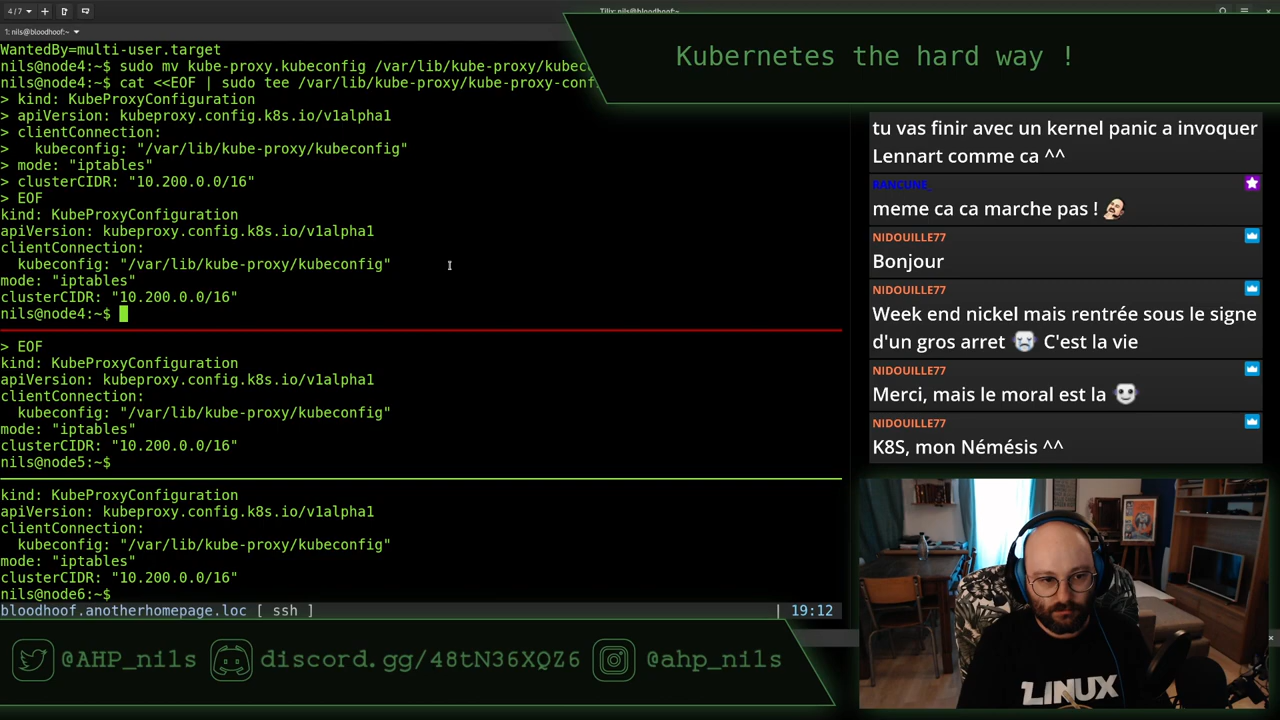 4 / 7
Tilix: nils@bloodhoof:~
1: nils@bloodhoof:~
WantedBy=multi-user.target
nils@node4:~$ sudo mv kube-proxy.kubeconfig /var/lib/kube-proxy/kubec
nils@node4:~$ cat <<EOF | sudo tee /var/lib/kube-proxy/kube-proxy-conf
> kind: KubeProxyConfiguration
> apiVersion: kubeproxy.config.k8s.io/v1alpha1
> clientConnection:
>   kubeconfig: "/var/lib/kube-proxy/kubeconfig"
> mode: "iptables"
> clusterCIDR: "10.200.0.0/16"
> EOF
kind: KubeProxyConfiguration
apiVersion: kubeproxy.config.k8s.io/v1alpha1
clientConnection:
  kubeconfig: "/var/lib/kube-proxy/kubeconfig"
mode: "iptables"
clusterCIDR: "10.200.0.0/16"
nils@node4:~$
> EOF
kind: KubeProxyConfiguration
apiVersion: kubeproxy.config.k8s.io/v1alpha1
clientConnection:
  kubeconfig: "/var/lib/kube-proxy/kubeconfig"
mode: "iptables"
clusterCIDR: "10.200.0.0/16"
nils@node5:~$
kind: KubeProxyConfiguration
apiVersion: kubeproxy.config.k8s.io/v1alpha1
clientConnection:
  kubeconfig: "/var/lib/kube-proxy/kubeconfig"
mode: "iptables"
clusterCIDR: "10.200.0.0/16"
nils@node6:~$
bloodhoof.anotherhomepage.loc [ ssh ] | 19:12
Kubernetes the hard way !
tu vas finir avec un kernel panic a invoquer
Lennart comme ca ^^
RANCUNE_
meme ca ca marche pas !
NIDOUILLE77
Bonjour
NIDOUILLE77
Week end nickel mais rentrée sous le signe
d'un gros arret C'est la vie
NIDOUILLE77
Merci, mais le moral est la
NIDOUILLE77
K8S, mon Némésis ^^
LINUX
@AHP_nils discord.gg/48tN36XQZ6 @ahp_nils